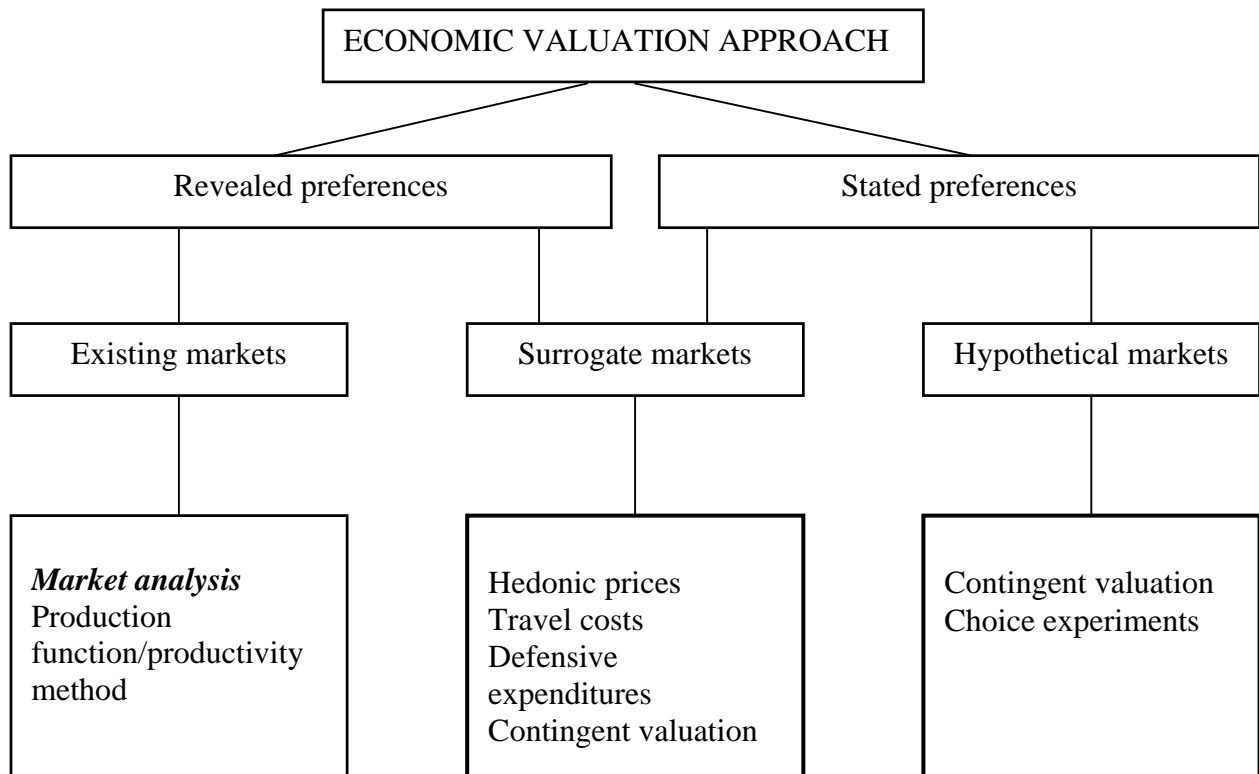 ECONOMIC VALUATION APPROACH
Revealed preferences
Stated preferences
Existing markets
Surrogate markets
Hypothetical markets
Market analysis
Production
function/productivity
method
Hedonic prices
Travel costs
Defensive
expenditures
Contingent valuation
Contingent valuation
Choice experiments